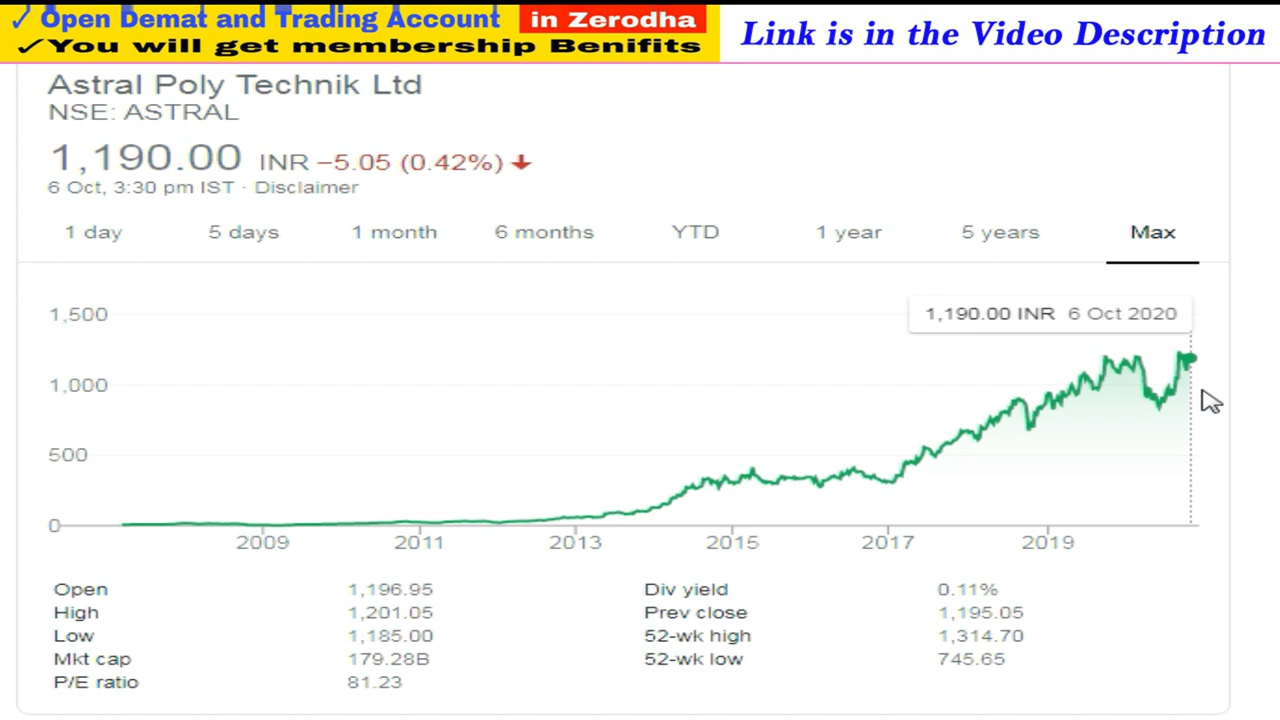 ✓ Open Demat and Trading Account in Zerodha
✓You will get membership Benifits
Link is in the Video Description
Astral Poly Technik Ltd
NSE: ASTRAL
1,190.00 INR −5.05 (0.42%) ↓
6 Oct, 3:30 pm IST · Disclaimer
1 day 5 days 1 month 6 months YTD 1 year 5 years Max
1,190.00 INR 6 Oct 2020
1,500
1,000
500
0
2009 2011 2013 2015 2017 2019
Open 1,196.95 Div yield 0.11%
High 1,201.05 Prev close 1,195.05
Low 1,185.00 52-wk high 1,314.70
Mkt cap 179.28B 52-wk low 745.65
P/E ratio 81.23